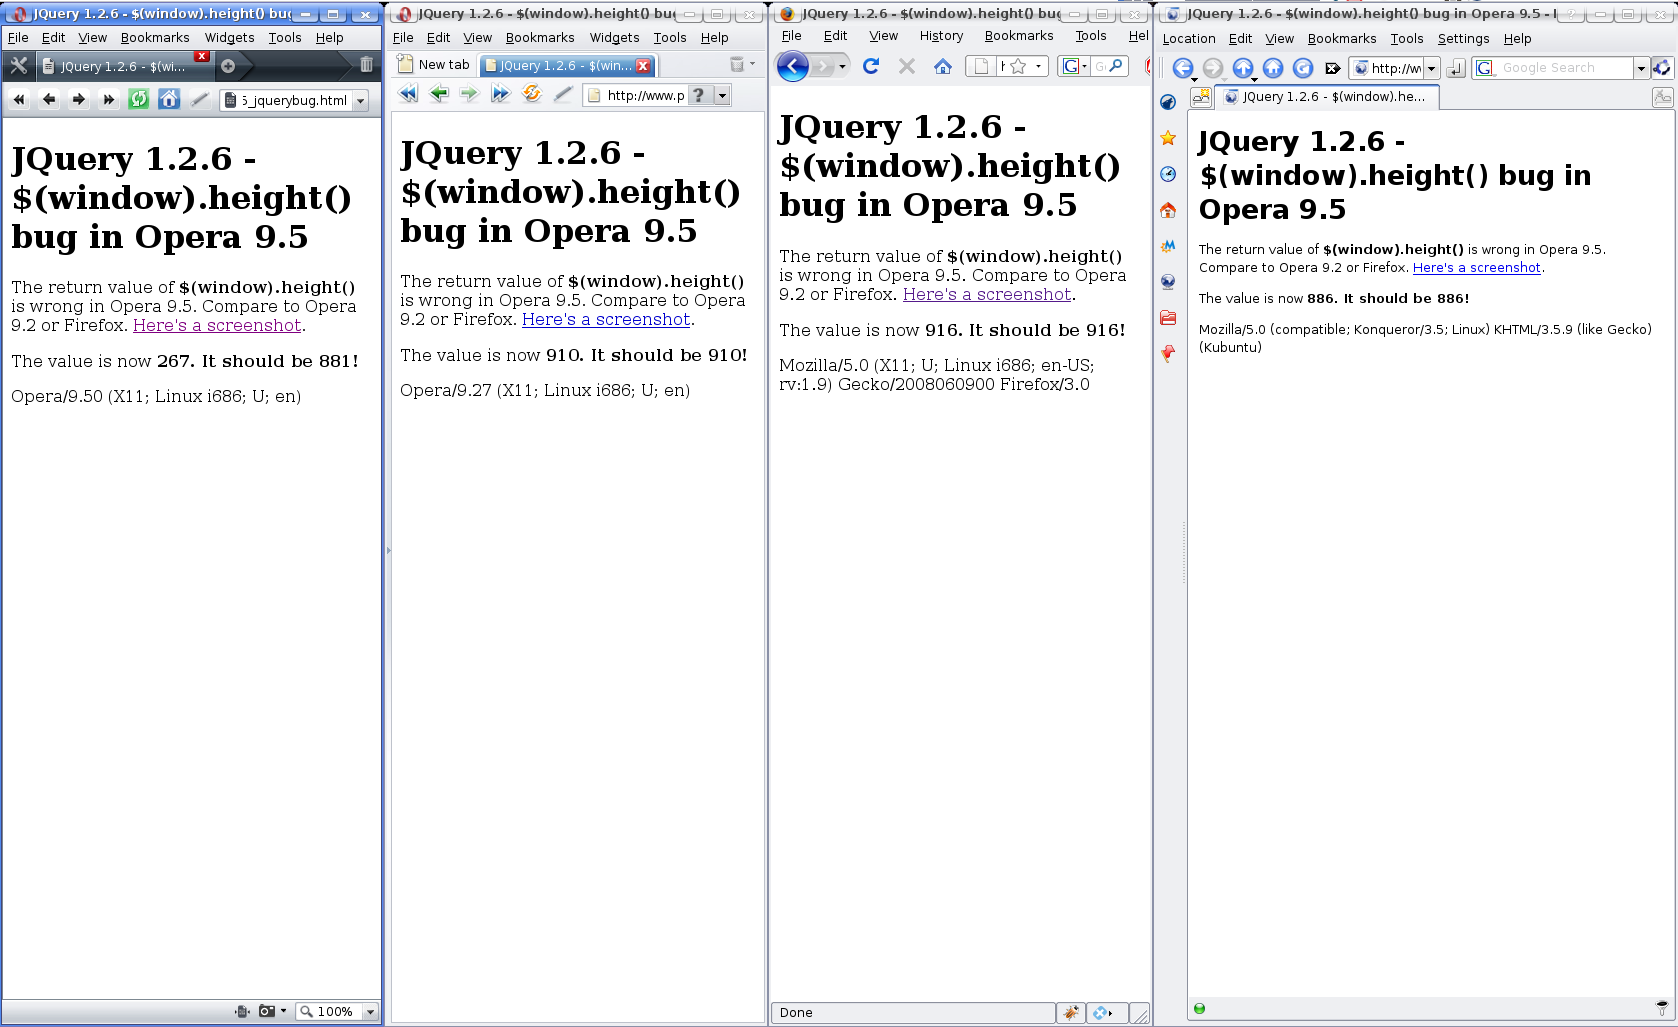 JQuery 1.2.6 - $(window).height() bug
File Edit View Bookmarks Widgets Tools Help
JQuery 1.2.6 - $(wi...
5_jquerybug.html
JQuery 1.2.6 -
$(window).height()
bug in Opera 9.5
The return value of $(window).height()
is wrong in Opera 9.5. Compare to Opera
9.2 or Firefox. Here's a screenshot.
The value is now 267. It should be 881!
Opera/9.50 (X11; Linux i686; U; en)
100%
JQuery 1.2.6 - $(window).height() bug
File Edit View Bookmarks Widgets Tools Help
New tab JQuery 1.2.6 - $(win...
http://www.p ?
JQuery 1.2.6 -
$(window).height()
bug in Opera 9.5
The return value of $(window).height()
is wrong in Opera 9.5. Compare to Opera
9.2 or Firefox. Here's a screenshot.
The value is now 910. It should be 910!
Opera/9.27 (X11; Linux i686; U; en)
JQuery 1.2.6 - $(window).height() bug
File Edit View History Bookmarks Tools Hel
G G
JQuery 1.2.6 -
$(window).height()
bug in Opera 9.5
The return value of $(window).height()
is wrong in Opera 9.5. Compare to Opera
9.2 or Firefox. Here's a screenshot.
The value is now 916. It should be 916!
Mozilla/5.0 (X11; U; Linux i686; en-US;
rv:1.9) Gecko/2008060900 Firefox/3.0
Done
JQuery 1.2.6 - $(window).height() bug in Opera 9.5 -
Location Edit View Bookmarks Tools Settings Help
http://w G Google Search
JQuery 1.2.6 - $(window).he...
JQuery 1.2.6 -
$(window).height() bug in
Opera 9.5
The return value of $(window).height() is wrong in Opera 9.5.
Compare to Opera 9.2 or Firefox. Here's a screenshot.
The value is now 886. It should be 886!
Mozilla/5.0 (compatible; Konqueror/3.5; Linux) KHTML/3.5.9 (like Gecko)
(Kubuntu)